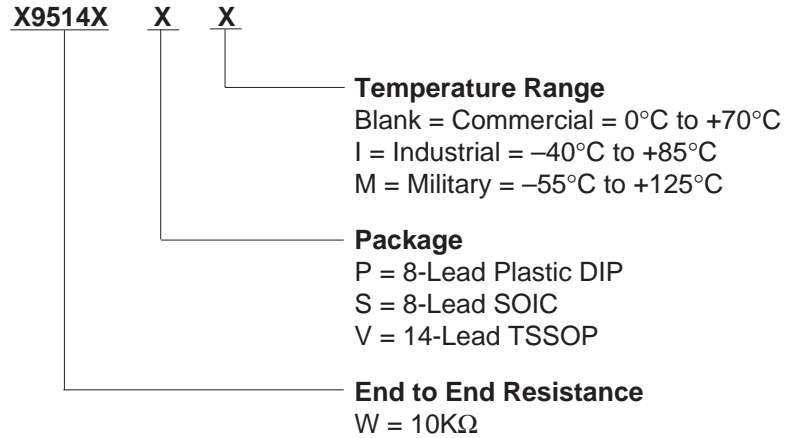 X9514X X X
Temperature Range
Blank = Commercial = 0°C to +70°C
I = Industrial = –40°C to +85°C
M = Military = –55°C to +125°C
Package
P = 8-Lead Plastic DIP
S = 8-Lead SOIC
V = 14-Lead TSSOP
End to End Resistance
W = 10KΩ